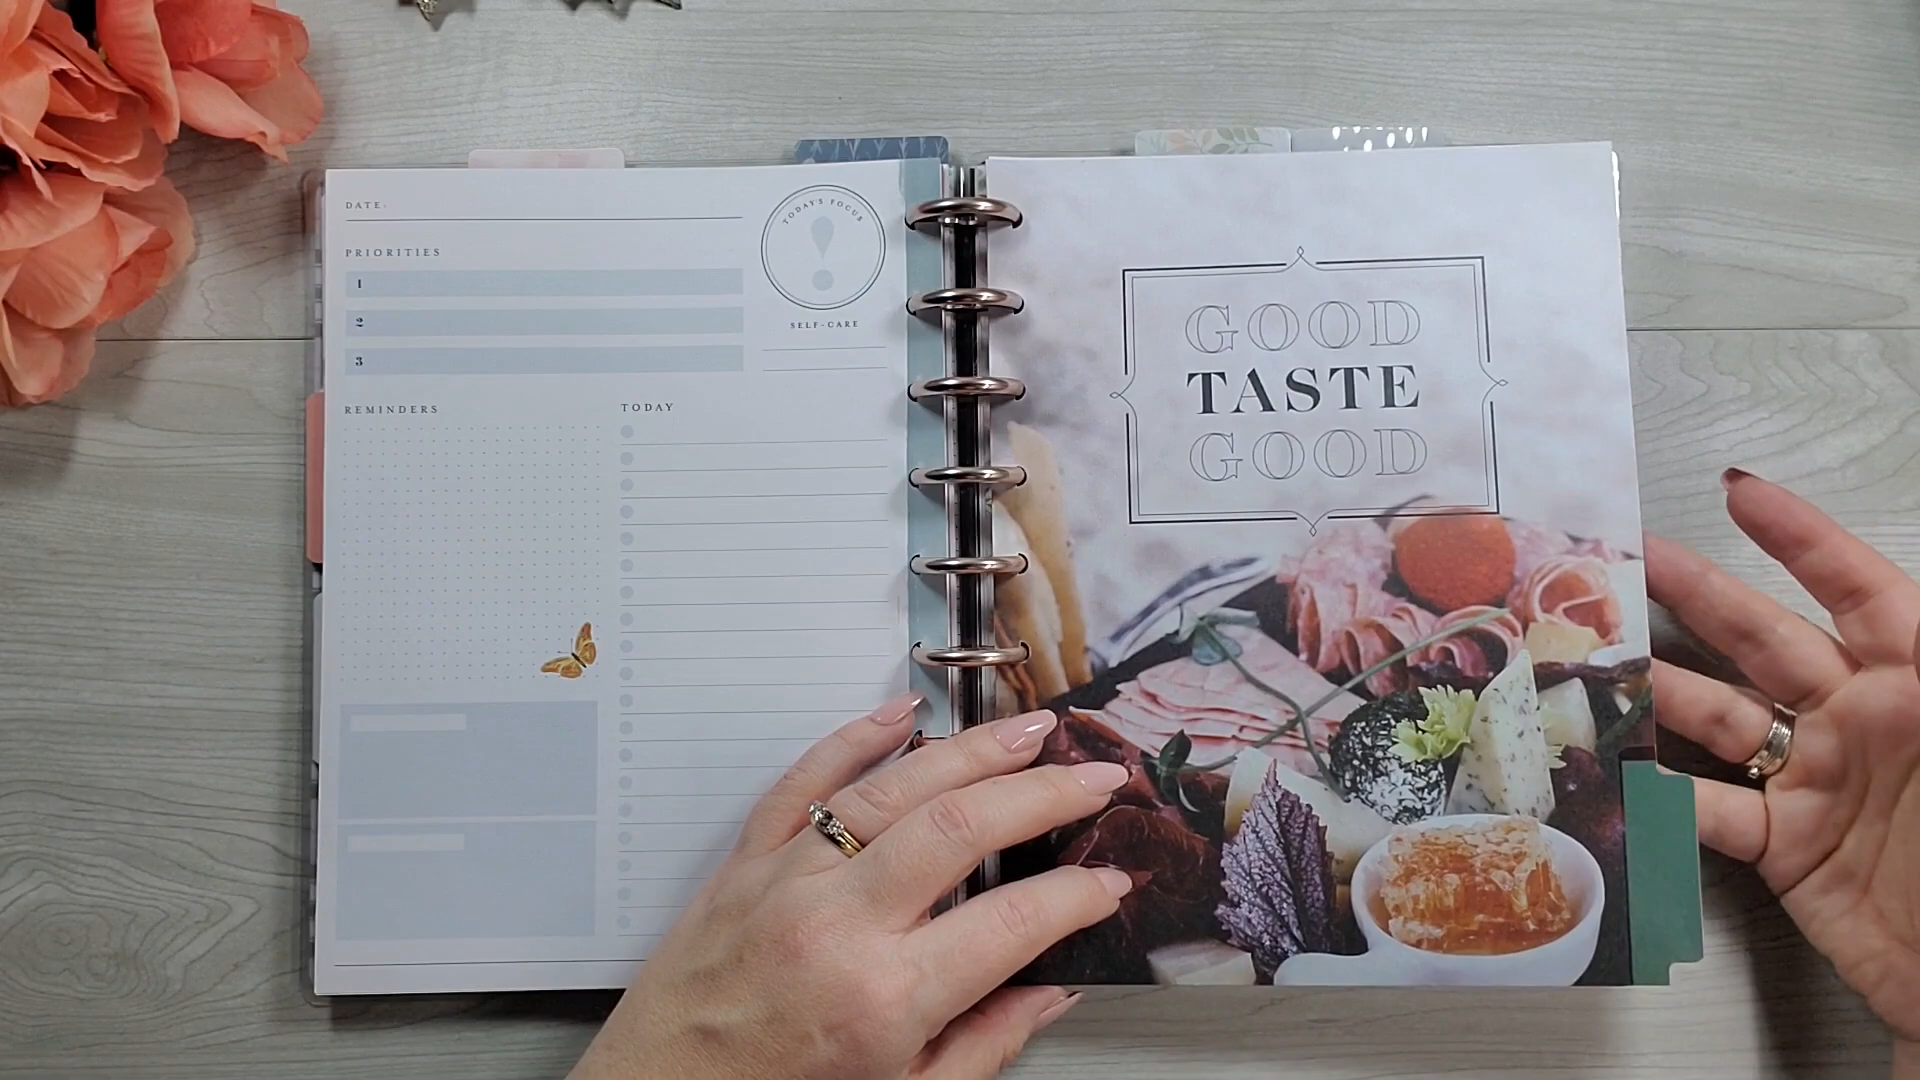 DATE:
TODAY'S FOCUS
PRIORITIES
1
2
3
SELF-CARE
REMINDERS
TODAY
GOOD
TASTE
GOOD